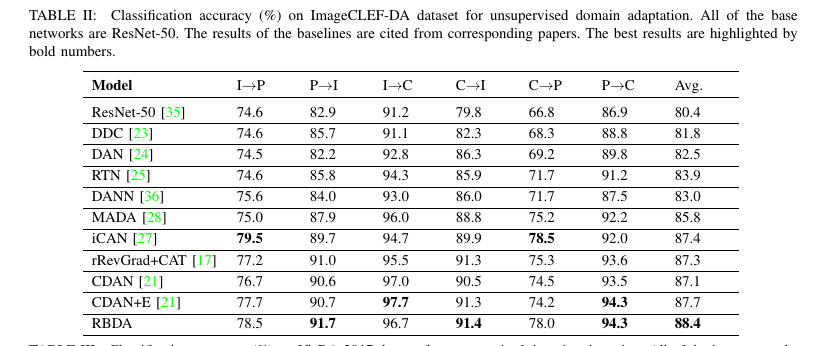 TABLE II: Classification accuracy (%) on ImageCLEF-DA dataset for unsupervised domain adaptation. All of the base
networks are ResNet-50. The results of the baselines are cited from corresponding papers. The best results are highlighted by
bold numbers.
Model I→P P→I I→C C→I C→P P→C Avg.
ResNet-50 [35] 74.6 82.9 91.2 79.8 66.8 86.9 80.4
DDC [23] 74.6 85.7 91.1 82.3 68.3 88.8 81.8
DAN [24] 74.5 82.2 92.8 86.3 69.2 89.8 82.5
RTN [25] 74.6 85.8 94.3 85.9 71.7 91.2 83.9
DANN [36] 75.6 84.0 93.0 86.0 71.7 87.5 83.0
MADA [28] 75.0 87.9 96.0 88.8 75.2 92.2 85.8
iCAN [27] 79.5 89.7 94.7 89.9 78.5 92.0 87.4
rRevGrad+CAT [17] 77.2 91.0 95.5 91.3 75.3 93.6 87.3
CDAN [21] 76.7 90.6 97.0 90.5 74.5 93.5 87.1
CDAN+E [21] 77.7 90.7 97.7 91.3 74.2 94.3 87.7
RBDA 78.5 91.7 96.7 91.4 78.0 94.3 88.4